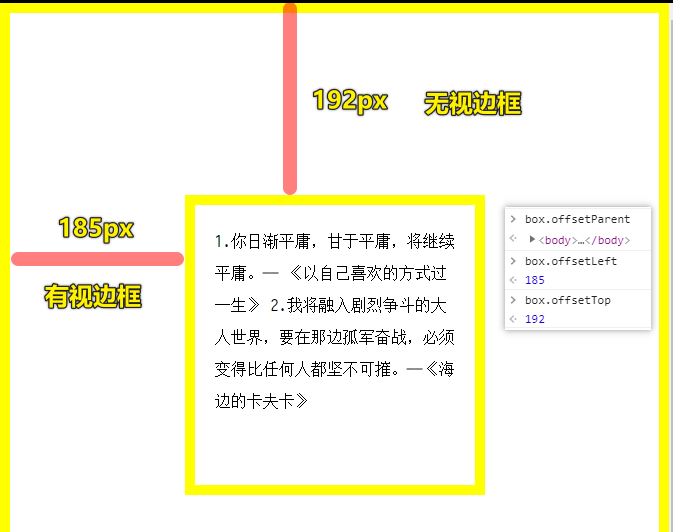 192px 无视边框
185px
有视边框
1.你日渐平庸，甘于平庸，将继续
平庸。— 《以自己喜欢的方式过
一生》 2.我将融入剧烈争斗的大
人世界，要在那边孤军奋战，必须
变得比任何人都坚不可摧。—《海
边的卡夫卡》
> box.offsetParent
<· ▶<body>…</body>
> box.offsetLeft
<· 185
> box.offsetTop
<· 192